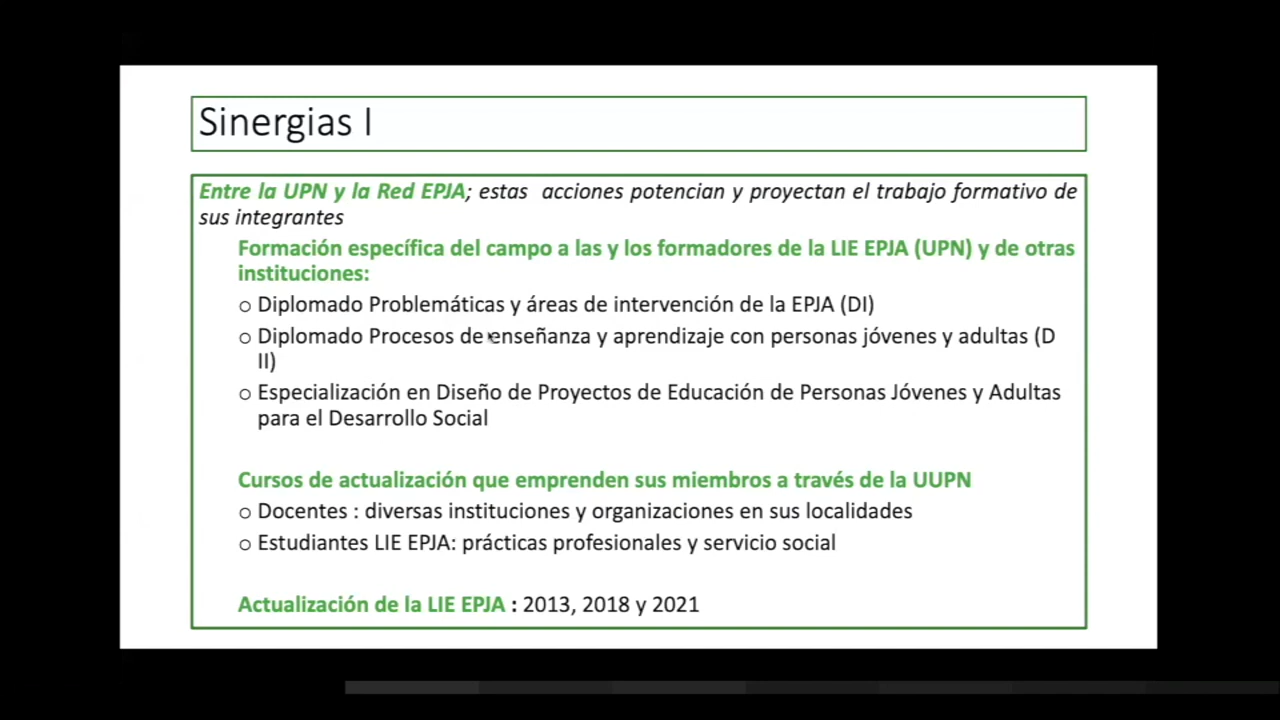 Sinergias I
Entre la UPN y la Red EPJA; estas acciones potencian y proyectan el trabajo formativo de
sus integrantes
Formación específica del campo a las y los formadores de la LIE EPJA (UPN) y de otras
instituciones:
o Diplomado Problemáticas y áreas de intervención de la EPJA (DI)
o Diplomado Procesos de enseñanza y aprendizaje con personas jóvenes y adultas (D
II)
o Especialización en Diseño de Proyectos de Educación de Personas Jóvenes y Adultas
para el Desarrollo Social
Cursos de actualización que emprenden sus miembros a través de la UUPN
o Docentes : diversas instituciones y organizaciones en sus localidades
o Estudiantes LIE EPJA: prácticas profesionales y servicio social
Actualización de la LIE EPJA : 2013, 2018 y 2021